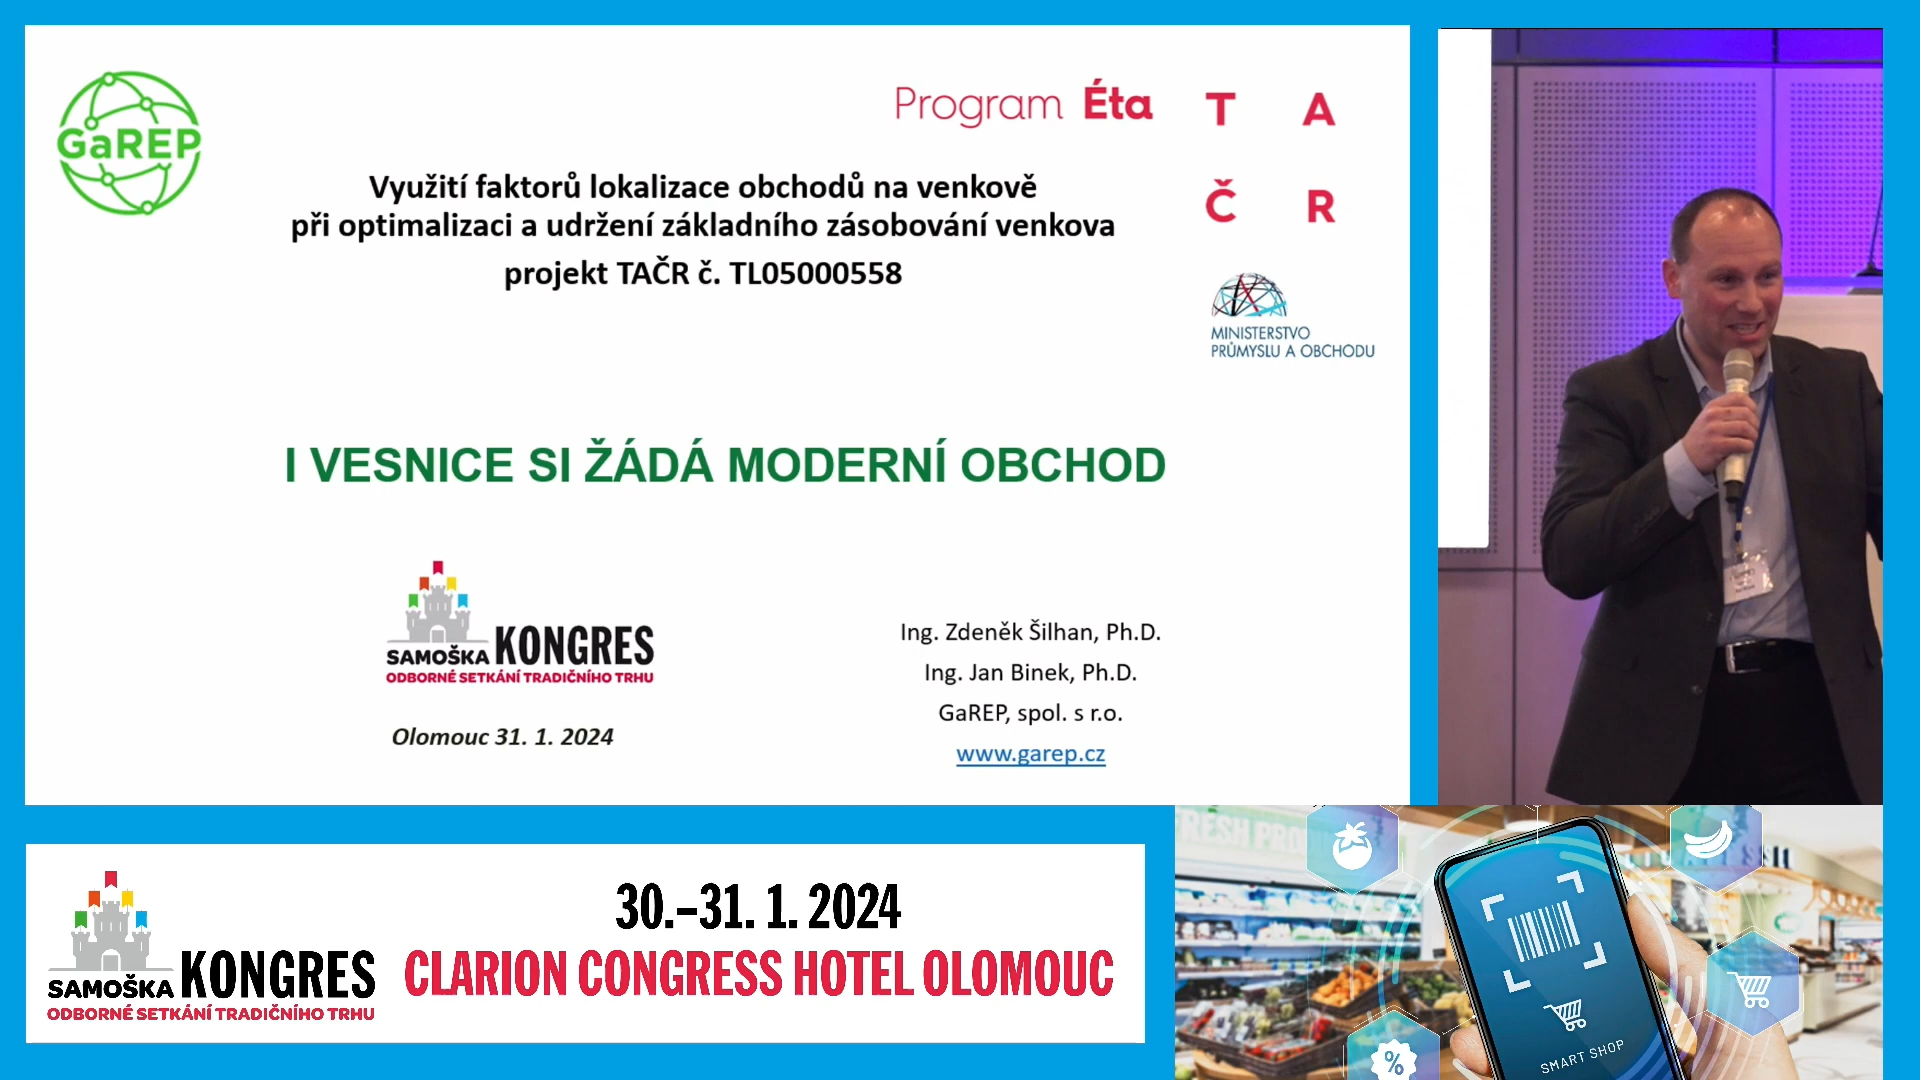 GaREP
Program Éta
T A
Č R
Využití faktorů lokalizace obchodů na venkově
při optimalizaci a udržení základního zásobování venkova
projekt TAČR č. TL05000558
MINISTERSTVO
PRŮMYSLU A OBCHODU
I VESNICE SI ŽÁDÁ MODERNÍ OBCHOD
SAMOŠKA KONGRES
ODBORNÉ SETKÁNÍ TRADIČNÍHO TRHU
Olomouc 31. 1. 2024
Ing. Zdeněk Šilhan, Ph.D.
Ing. Jan Binek, Ph.D.
GaREP, spol. s r.o.
www.garep.cz
SAMOŠKA KONGRES
ODBORNÉ SETKÁNÍ TRADIČNÍHO TRHU
30.–31. 1. 2024
CLARION CONGRESS HOTEL OLOMOUC
FRESH
%
SMART SHOP